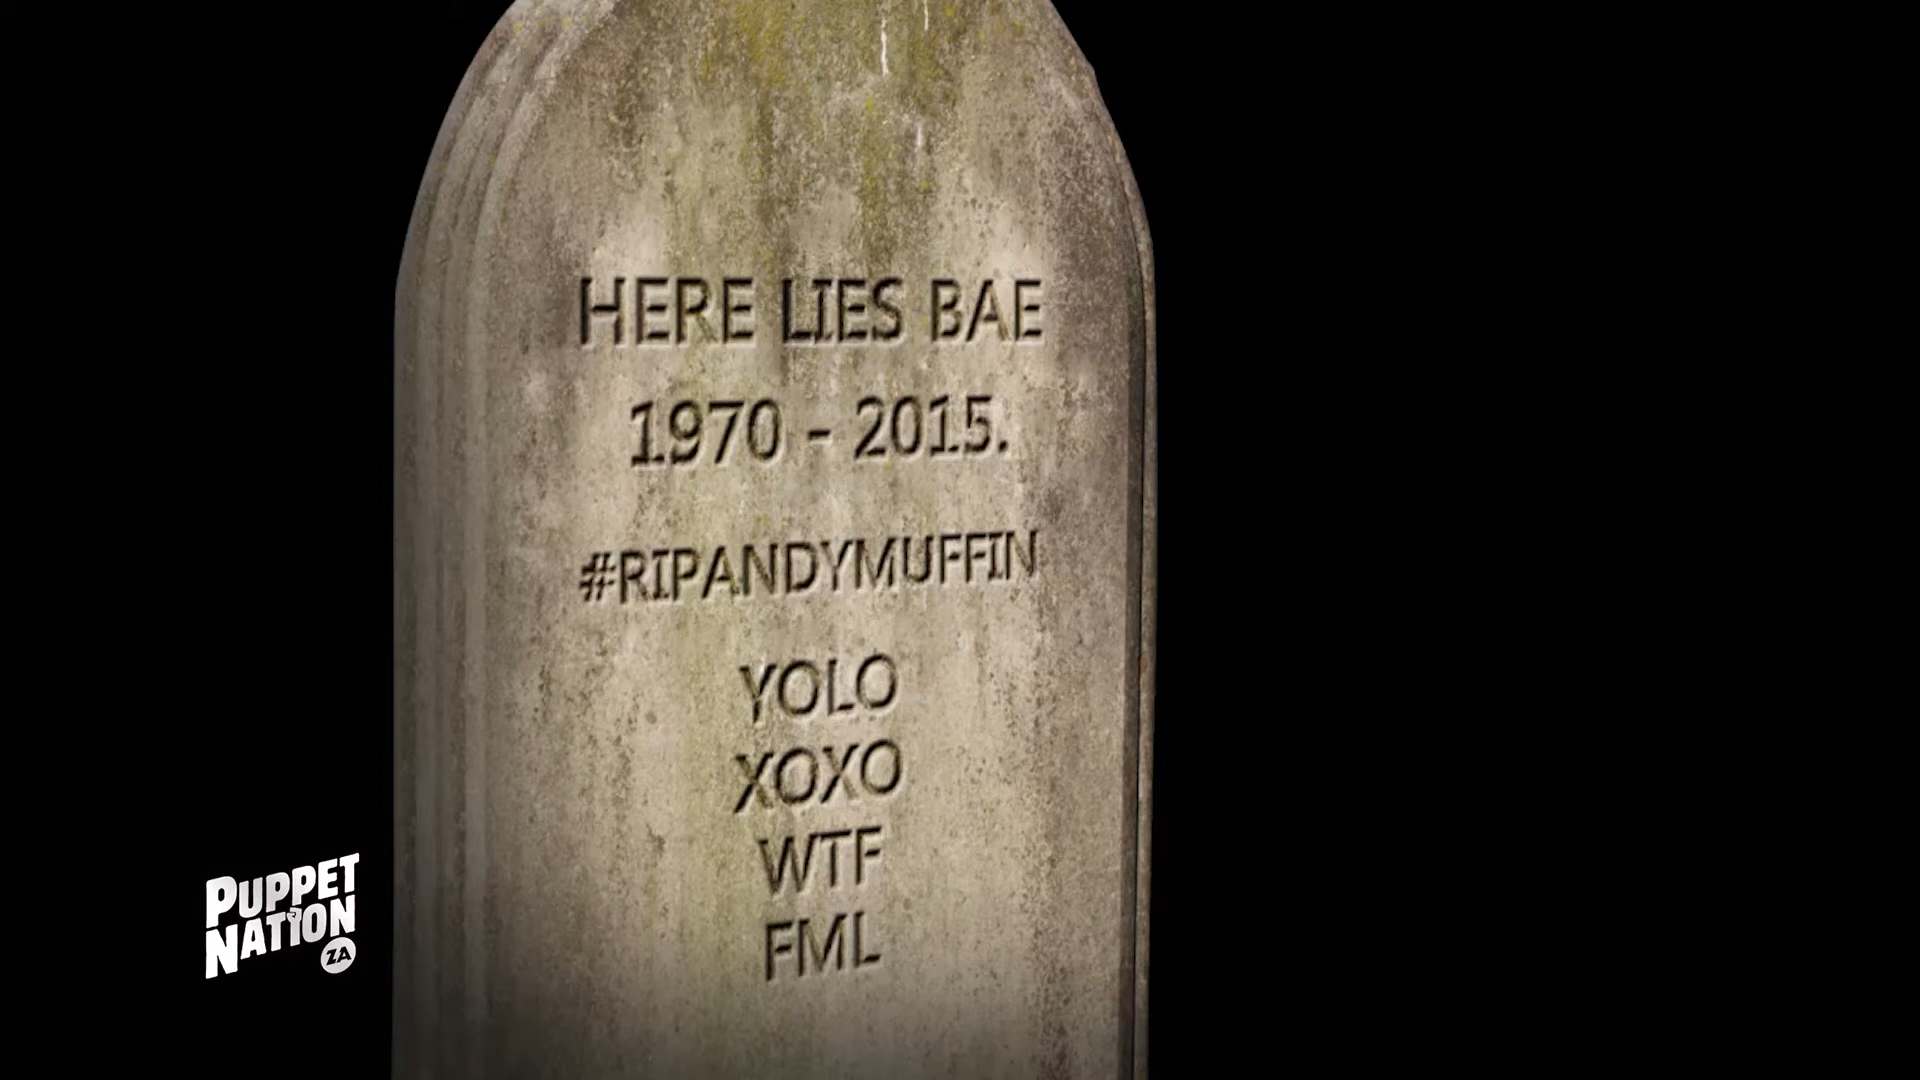 HERE LIES BAE
1970 - 2015.
#RIPANDYMUFFIN
YOLO
XOXO
WTF
FML
PUPPET
NATION
ZA